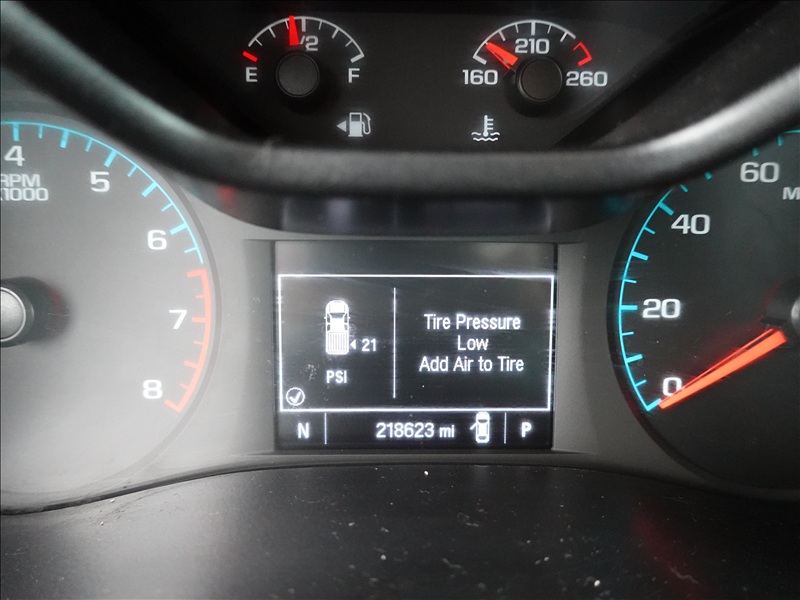 1/2
E F
210
160 260
4
RPM
X1000
5
6
7
8
60
M
40
20
0
Tire Pressure
Low
Add Air to Tire
21
PSI
N 218623 mi P